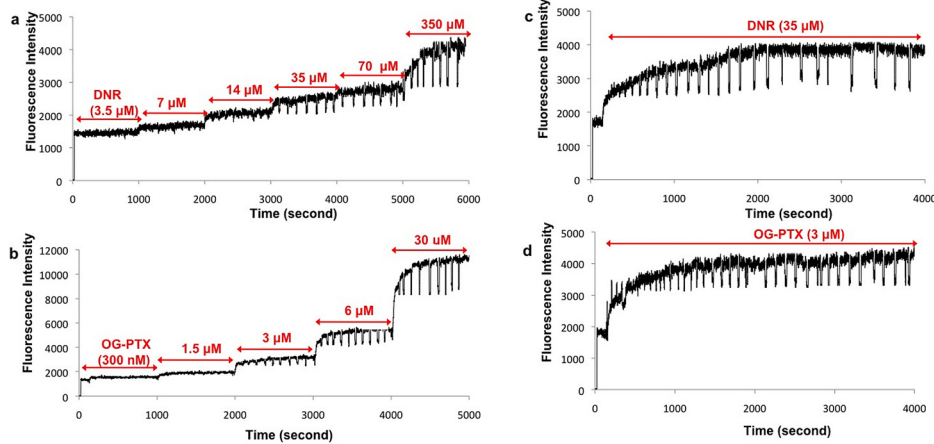 a
Fluorescence Intensity
5000
4000
3000
2000
1000
0
DNR
(3.5 µM)
7 µM
14 µM
35 µM
70 µM
350 µM
0 1000 2000 3000 4000 5000 6000
Time (second)
c
Fluorescence Intensity
5000
4000
3000
2000
1000
0
DNR (35 µM)
0 1000 2000 3000 4000
Time (second)
b
Fluorescence Intensity
12000
10000
8000
6000
4000
2000
0
OG-PTX
(300 nM)
1.5 µM
3 µM
6 µM
30 uM
0 1000 2000 3000 4000 5000
Time (second)
d
Fluorescence Intensity
5000
4000
3000
2000
1000
0
OG-PTX (3 µM)
0 1000 2000 3000 4000
Time (second)